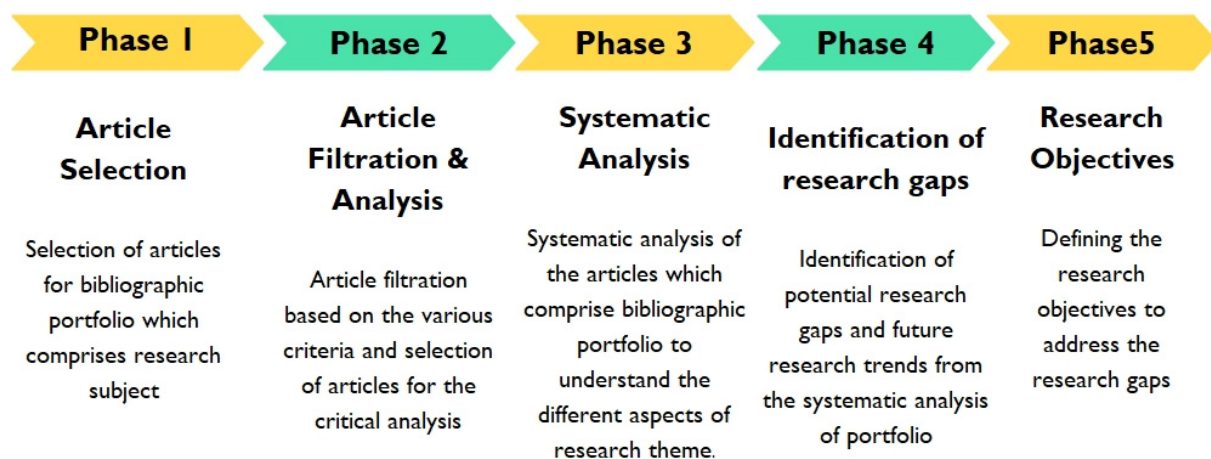 Phase 1
Phase 2
Phase 3
Phase 4
Phase5
Article
Selection
Selection of articles
for bibliographic
portfolio which
comprises research
subject
Article
Filtration &
Analysis
Article filtration
based on the various
criteria and selection
of articles for the
critical analysis
Systematic
Analysis
Systematic analysis of
the articles which
comprise bibliographic
portfolio to
understand the
different aspects of
research theme.
Identification of
research gaps
Identification of
potential research
gaps and future
research trends from
the systematic analysis
of portfolio
Research
Objectives
Defining the
research
objectives to
address the
research gaps